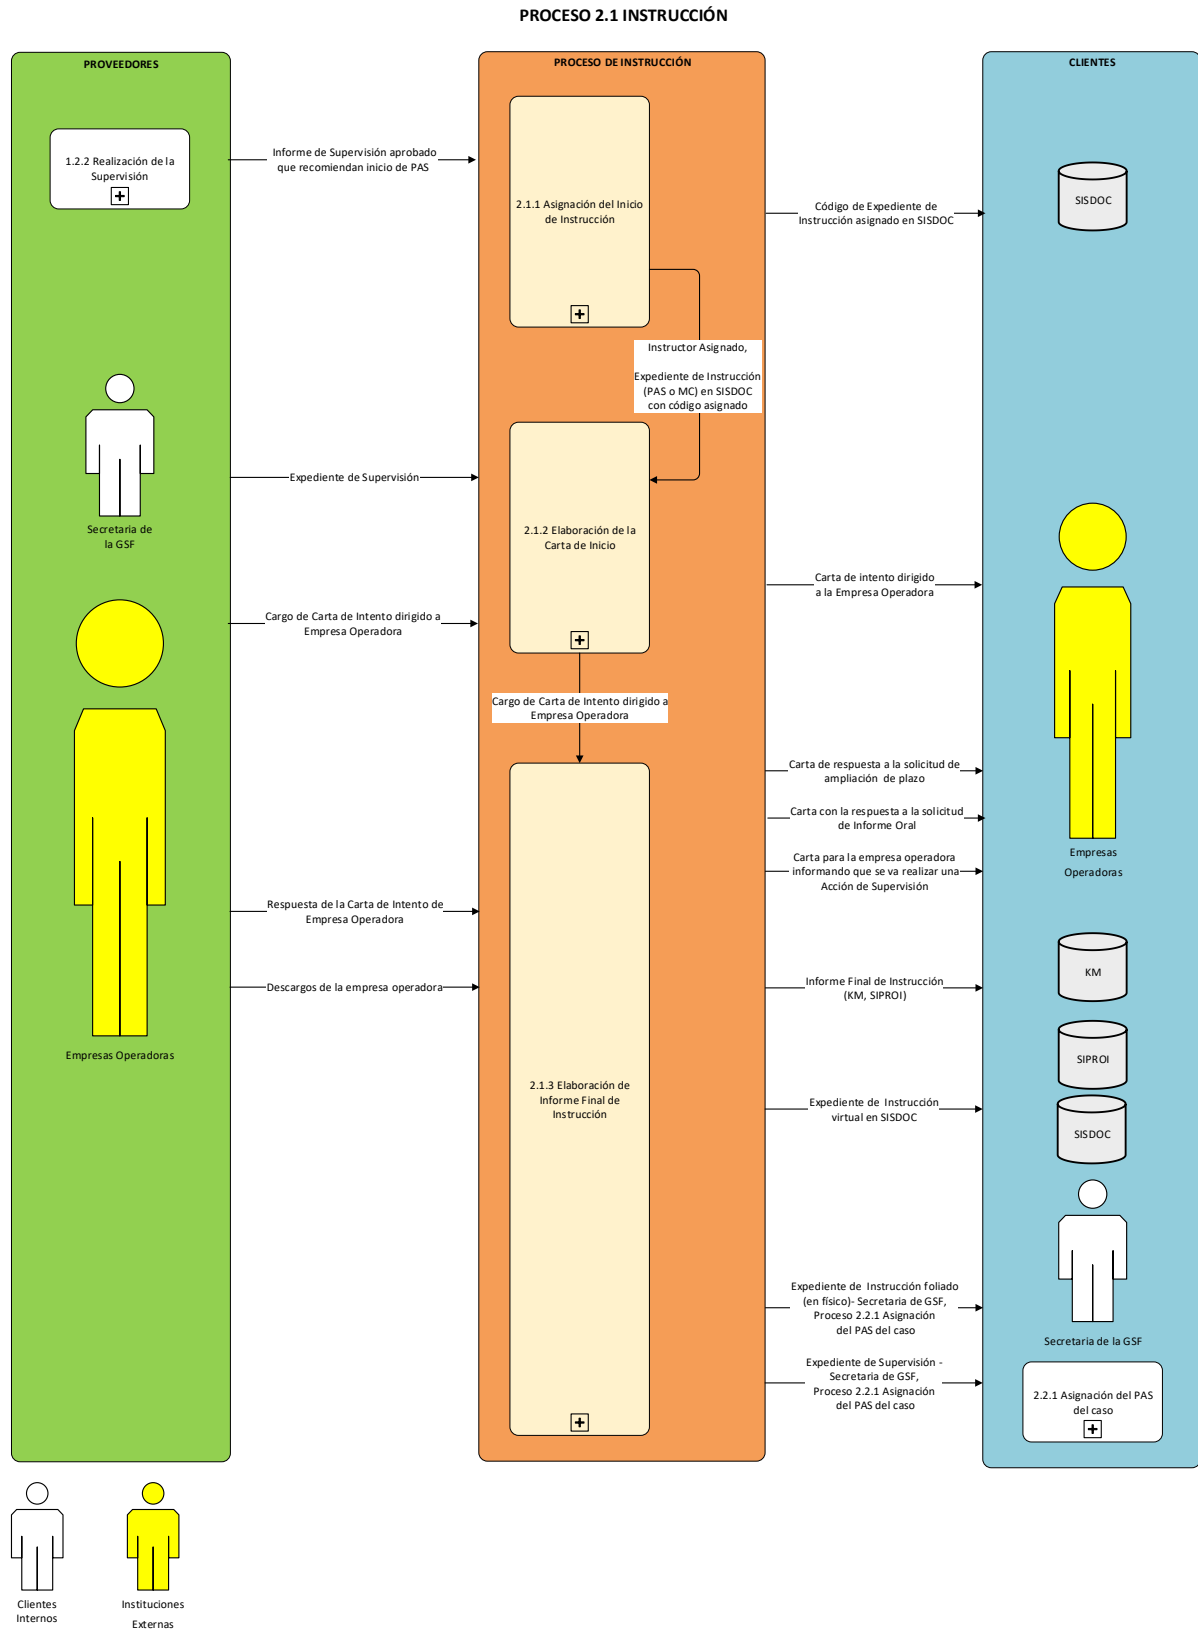 PROCESO 2.1 INSTRUCCIÓN
PROVEEDORES
PROCESO DE INSTRUCCIÓN
CLIENTES
1.2.2 Realización de la
Supervisión
Informe de Supervisión aprobado
que recomiendan inicio de PAS
2.1.1 Asignación del Inicio
de Instrucción
Código de Expediente de
Instrucción asignado en SISDOC
SISDOC
Instructor Asignado,
Expediente de Instrucción
(PAS o MC) en SISDOC
con código asignado
Secretaria de
la GSF
Expediente de Supervisión
2.1.2 Elaboración de la
Carta de Inicio
Carta de intento dirigido
a la Empresa Operadora
Cargo de Carta de Intento dirigido a
Empresa Operadora
Cargo de Carta de Intento dirigido a
Empresa Operadora
Carta de respuesta a la solicitud de
ampliación de plazo
Carta con la respuesta a la solicitud
de Informe Oral
Carta para la empresa operadora
informando que se va realizar una
Acción de Supervisión
Empresas
Operadoras
Respuesta de la Carta de Intento de
Empresa Operadora
Descargos de la empresa operadora
Empresas Operadoras
Informe Final de Instrucción
(KM, SIPROI)
KM
SIPROI
2.1.3 Elaboración de
Informe Final de
Instrucción
Expediente de Instrucción
virtual en SISDOC
SISDOC
Expediente de Instrucción foliado
(en físico)- Secretaria de GSF,
Proceso 2.2.1 Asignación
del PAS del caso
Secretaria de la GSF
Expediente de Supervisión -
Secretaria de GSF,
Proceso 2.2.1 Asignación
del PAS del caso
2.2.1 Asignación del PAS
del caso
Clientes
Internos
Instituciones
Externas